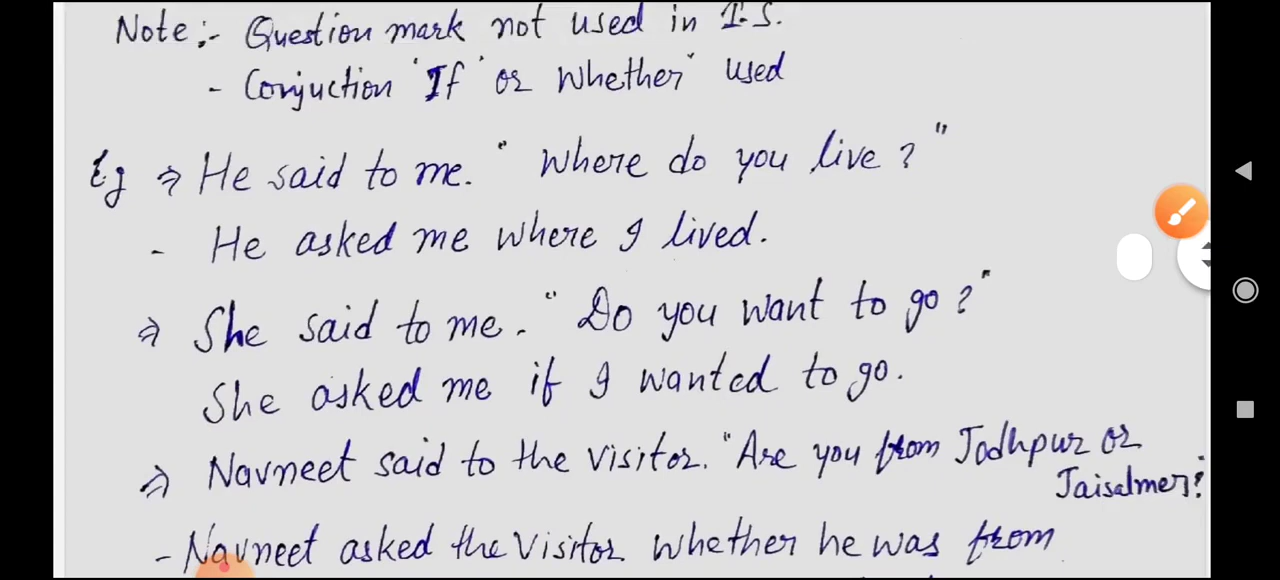 Note :- Question mark not used in I.S.
- Conjuction "If" or Whether" used
Eg ⇒ He said to me. "Where do you live?"
- He asked me where I lived.
⇒ She said to me. "Do you want to go?"
She asked me if I wanted to go.
⇒ Navneet said to the visitor. "Are you from Jodhpur or
Jaisalmer?"
- Navneet asked the Visitor whether he was from